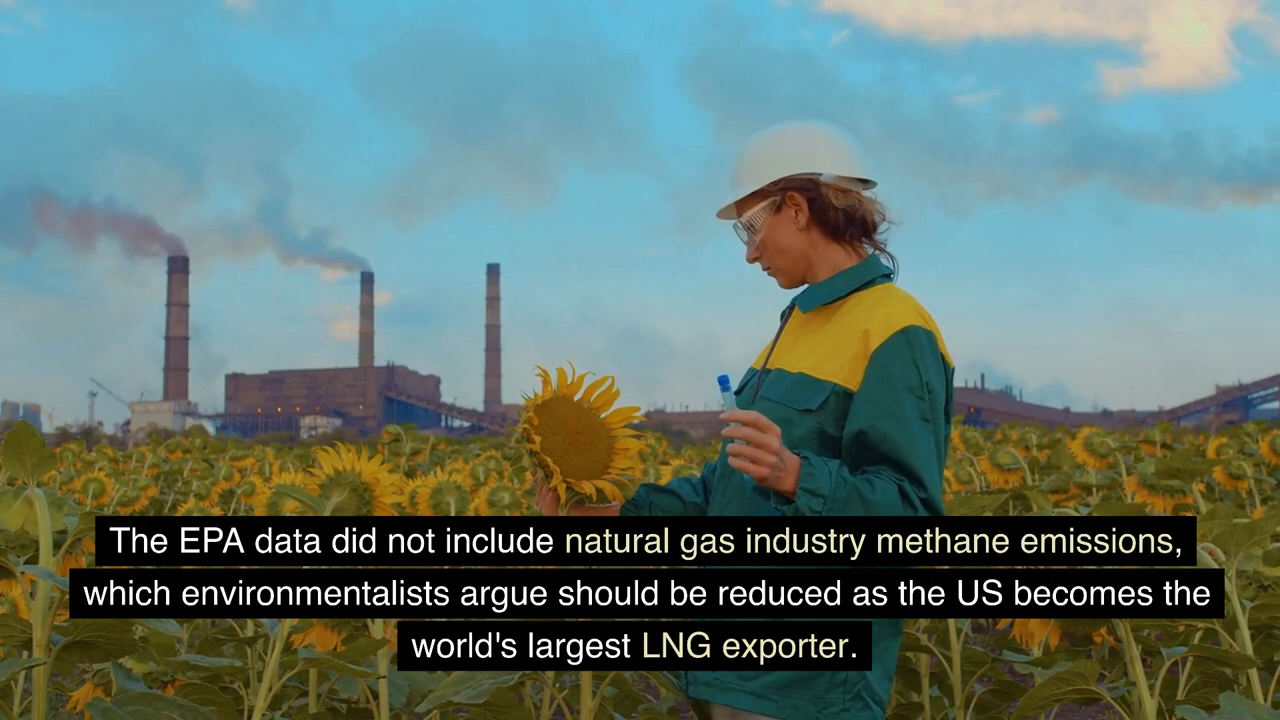 The EPA data did not include natural gas industry methane emissions,
which environmentalists argue should be reduced as the US becomes the
world's largest LNG exporter.